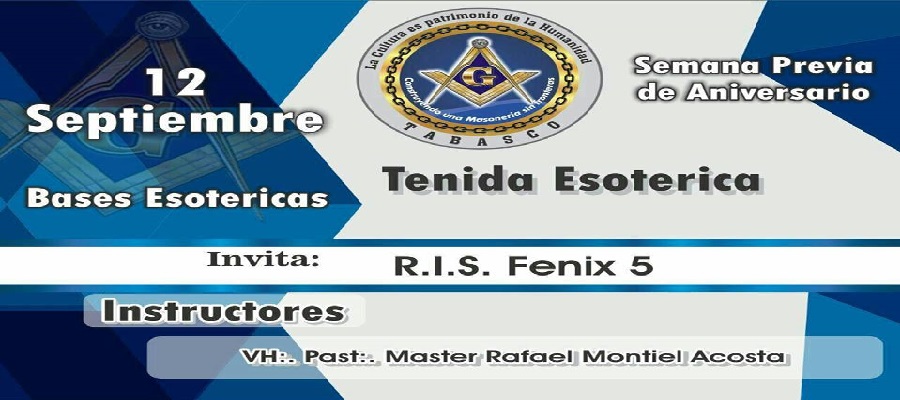 12
Septiembre
Bases Esotericas
La Cultura es patrimonio de la Humanidad
G
Construyendo una Masonería sin fronteras
TABASCO
Semana Previa
de Aniversario
Tenida Esoterica
Invita:
R.I.S. Fenix 5
Instructores
VH:. Past:. Master Rafael Montiel Acosta